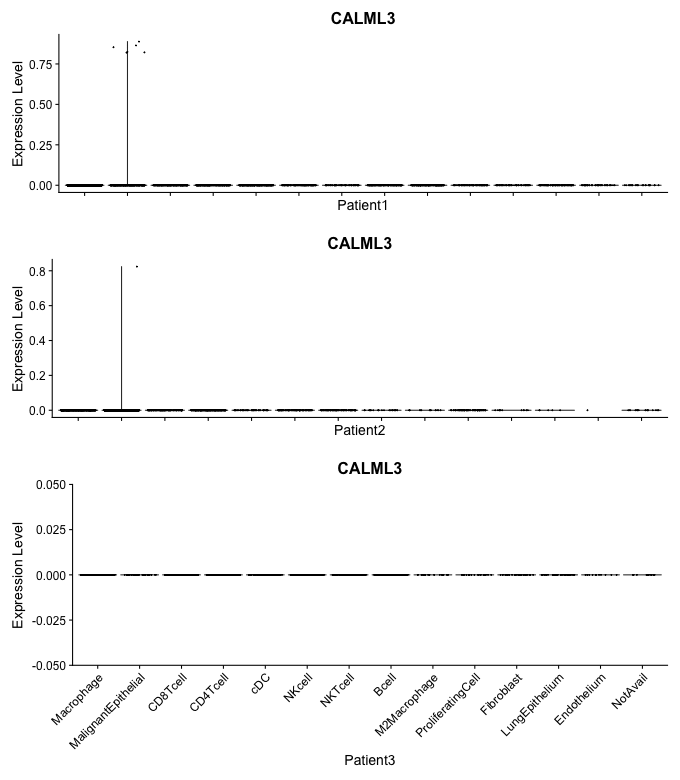 CALML3
Expression Level
0.75
0.50
0.25
0.00
Patient1
CALML3
Expression Level
0.8
0.6
0.4
0.2
0.0
Patient2
CALML3
Expression Level
0.050
0.025
0.000
-0.025
-0.050
Macrophage
MalignantEpithelial
CD8Tcell
CD4Tcell
cDC
NKcell
NKTcell
Bcell
M2Macrophage
ProliferatingCell
Fibroblast
LungEpithelium
Endothelium
NotAvail
Patient3